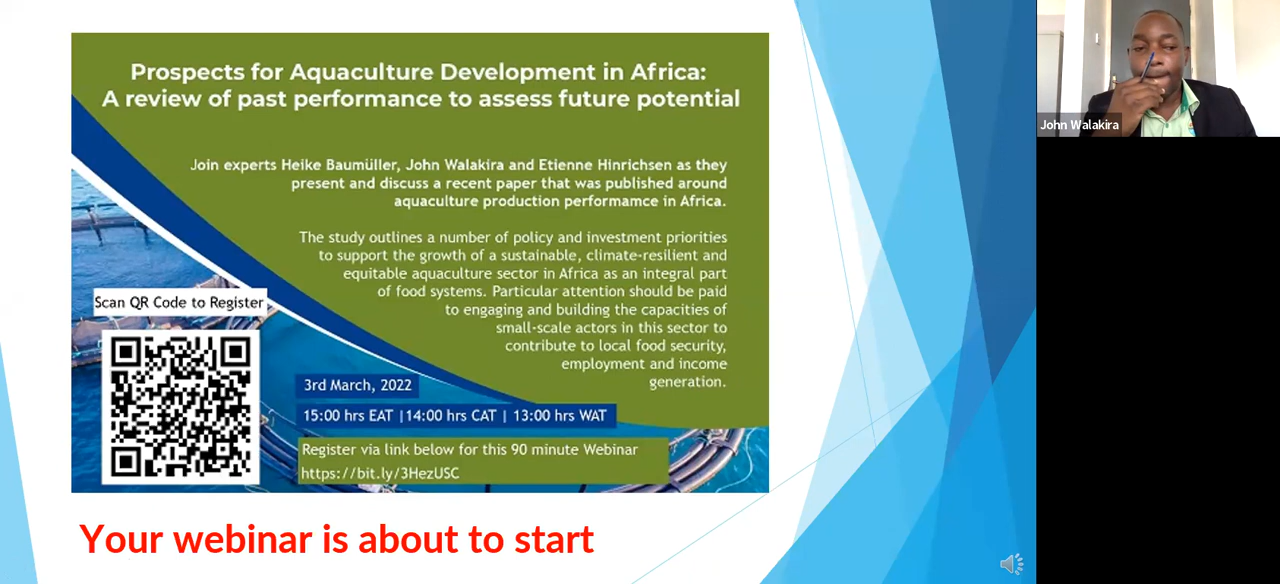 Prospects for Aquaculture Development in Africa:
A review of past performance to assess future potential
Join experts Heike Baumüller, John Walakira and Etienne Hinrichsen as they
present and discuss a recent paper that was published around
aquaculture production performamce in Africa.
The study outlines a number of policy and investment priorities
to support the growth of a sustainable, climate-resilient and
equitable aquaculture sector in Africa as an integral part
of food systems. Particular attention should be paid
to engaging and building the capacities of
small-scale actors in this sector to
contribute to local food security,
employment and income
generation.
Scan QR Code to Register
3rd March, 2022
15:00 hrs EAT |14:00 hrs CAT | 13:00 hrs WAT
Register via link below for this 90 minute Webinar
https://bit.ly/3HezUSC
Your webinar is about to start
John Walakira